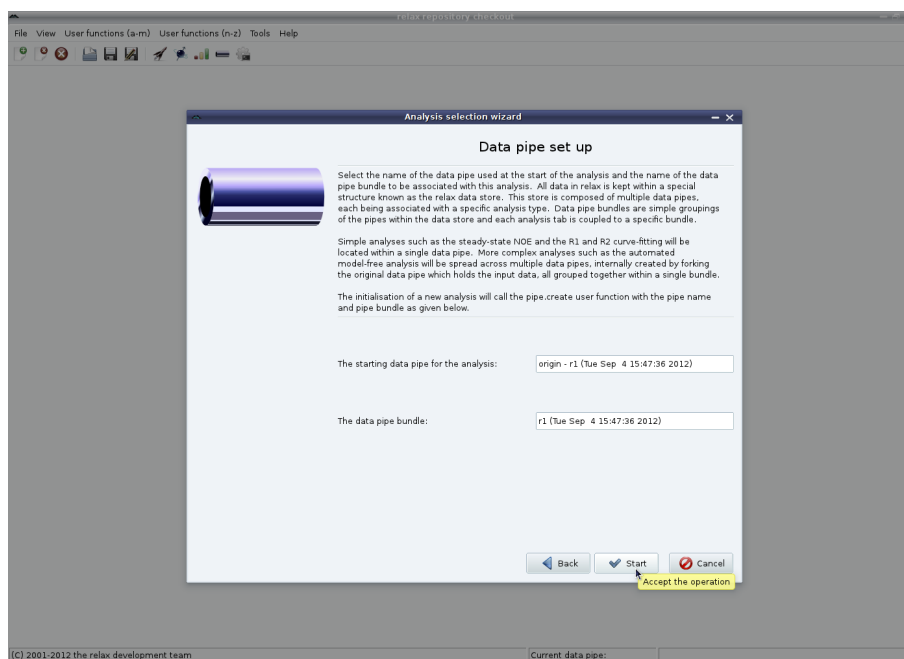 relax repository checkout
File View User functions (a-m) User functions (n-z) Tools Help
Analysis selection wizard
Data pipe set up
Select the name of the data pipe used at the start of the analysis and the name of the data
pipe bundle to be associated with this analysis. All data in relax is kept within a special
structure known as the relax data store. This store is composed of multiple data pipes,
each being associated with a specific analysis type. Data pipe bundles are simple groupings
of the pipes within the data store and each analysis tab is coupled to a specific bundle.
Simple analyses such as the steady-state NOE and the R1 and R2 curve-fitting will be
located within a single data pipe. More complex analyses such as the automated
model-free analysis will be spread across multiple data pipes, internally created by forking
the original data pipe which holds the input data, all grouped together within a single bundle.
The initialisation of a new analysis will call the pipe.create user function with the pipe name
and pipe bundle as given below.
The starting data pipe for the analysis: origin - r1 (Tue Sep 4 15:47:36 2012)
The data pipe bundle: r1 (Tue Sep 4 15:47:36 2012)
Back Start Cancel
Accept the operation
(C) 2001-2012 the relax development team Current data pipe: